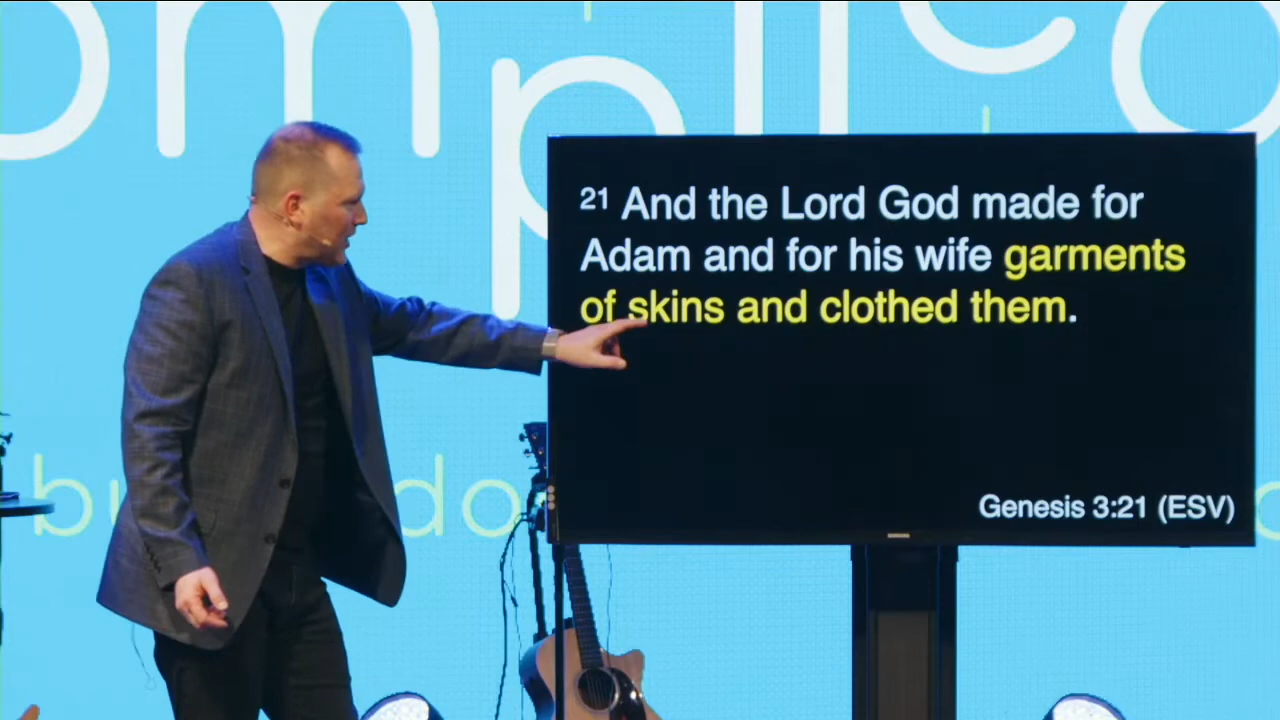 omplica
21 And the Lord God made for
Adam and for his wife garments
of skins and clothed them.
Genesis 3:21 (ESV)